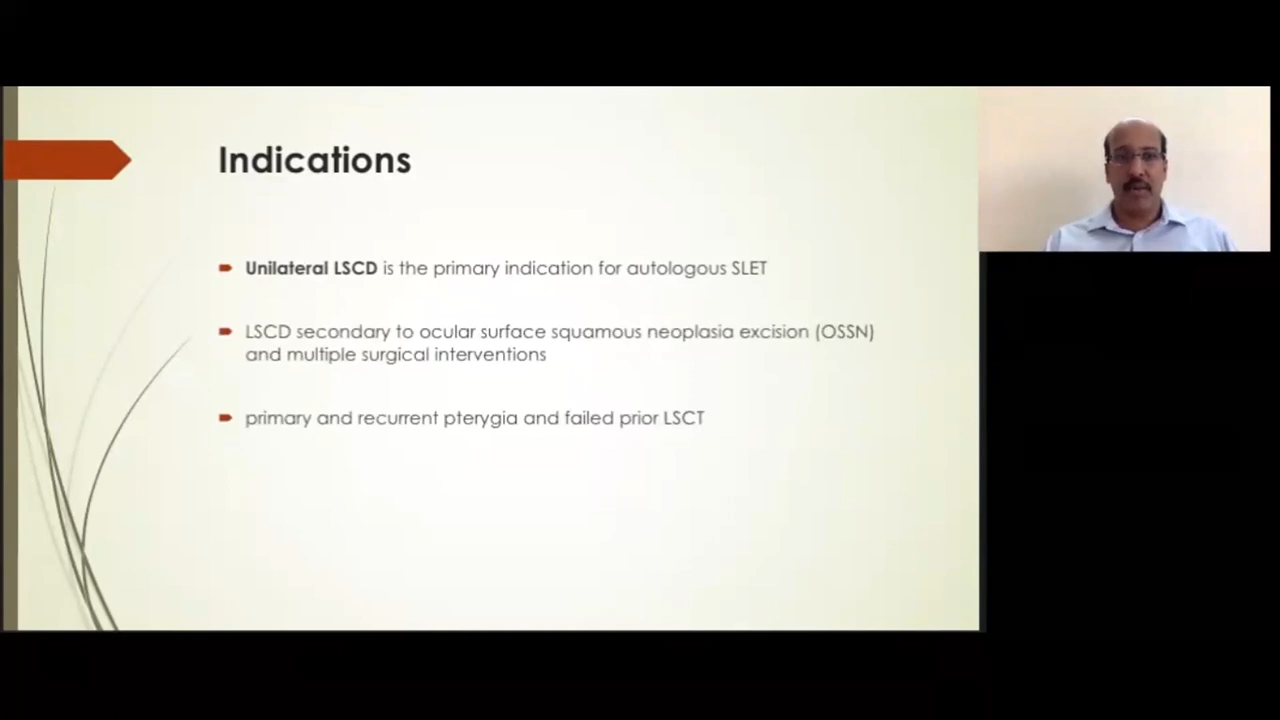 Indications
Unilateral LSCD is the primary indication for autologous SLET
LSCD secondary to ocular surface squamous neoplasia excision (OSSN)
and multiple surgical interventions
primary and recurrent pterygia and failed prior LSCT